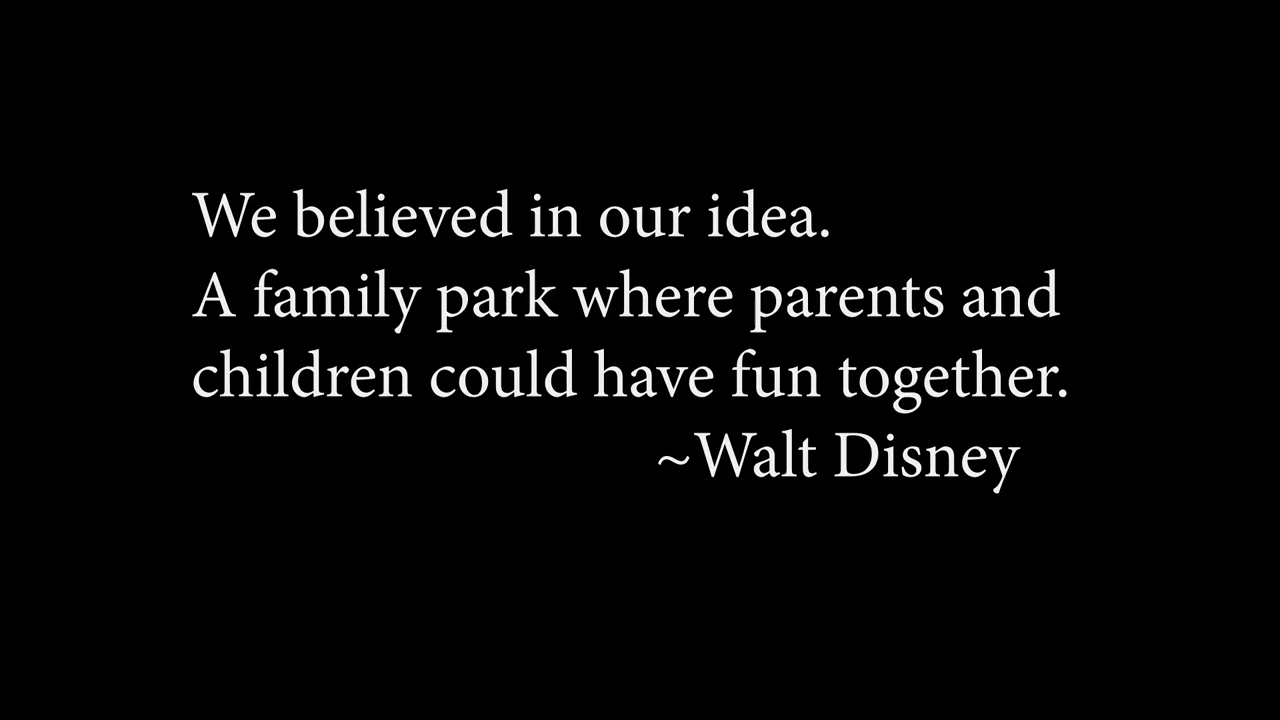 We believed in our idea.
A family park where parents and
children could have fun together.
~Walt Disney